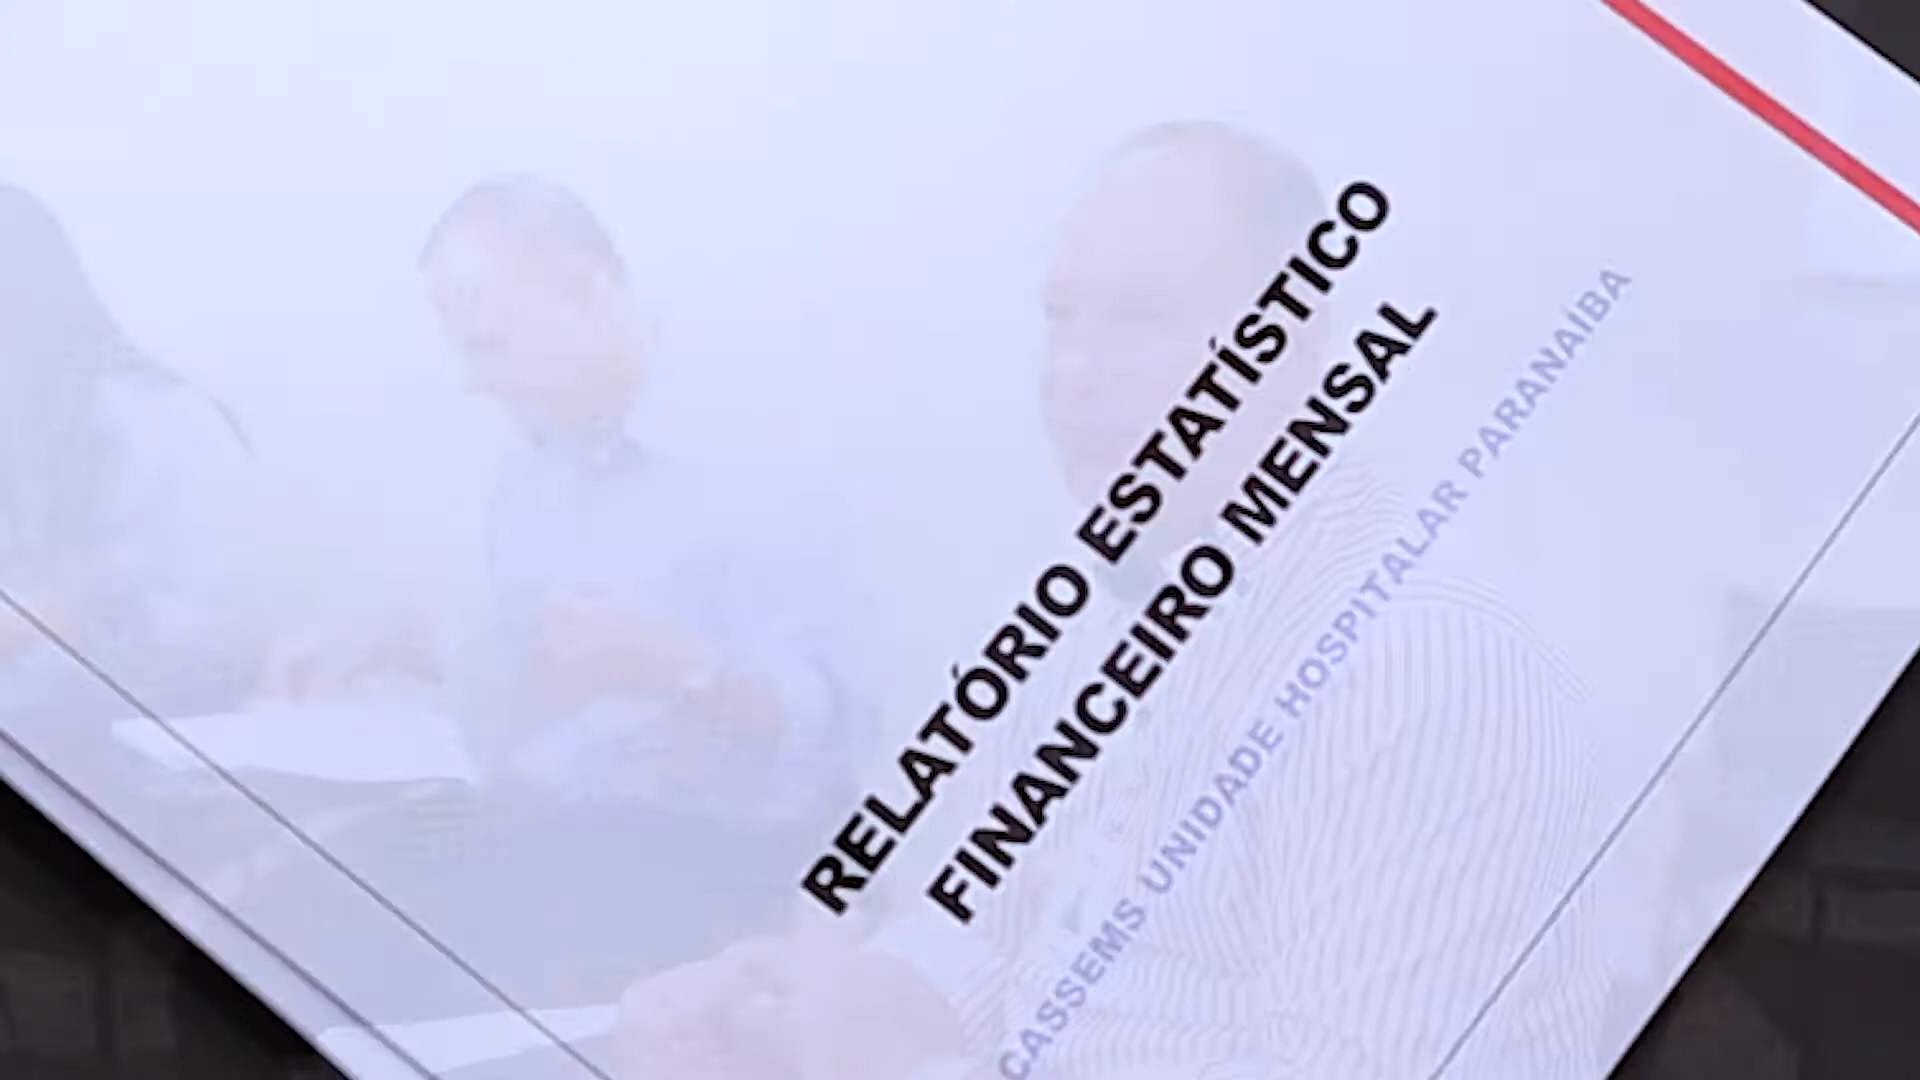 RELATÓRIO ESTATÍSTICO
FINANCEIRO MENSAL
CASSEMS UNIDADE HOSPITALAR PARANAÍBA